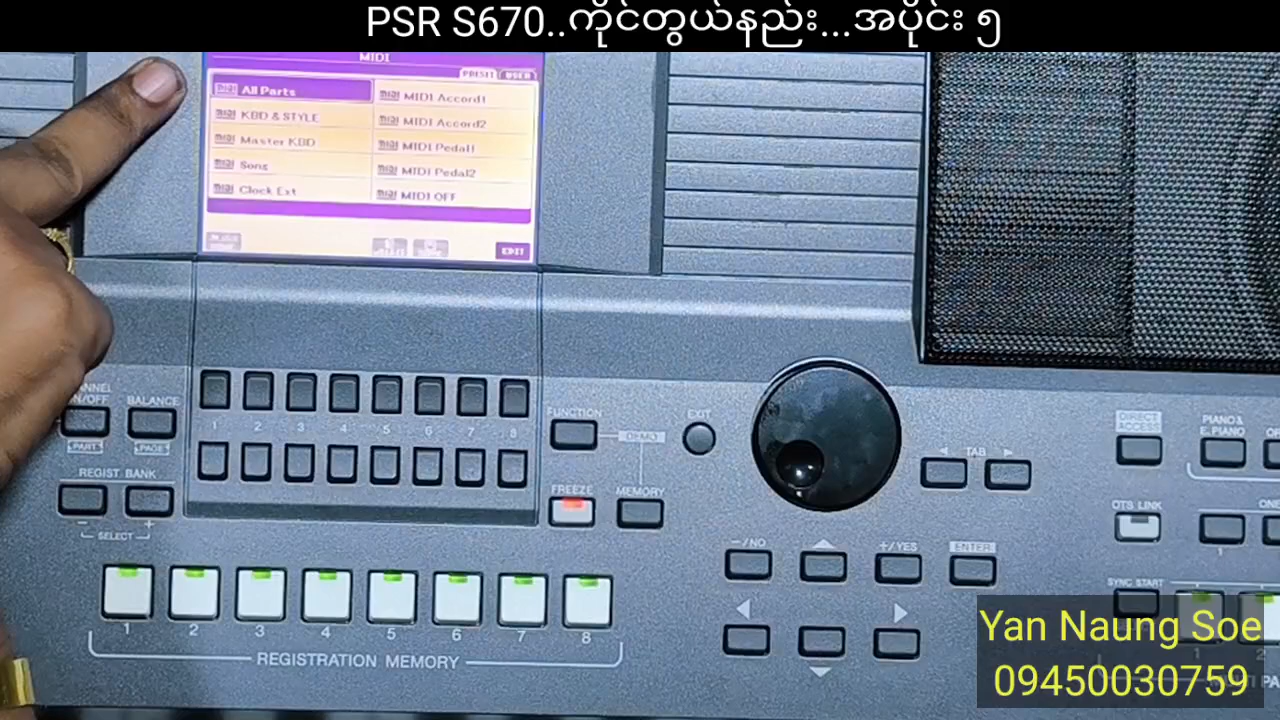 PSR S670..ကိုင်တွယ်နည်း...အပိုင်း ၅
MIDI
PRESET USER
All Parts
KBD & STYLE
Master KBD
Song
Clock Ext
MIDI Accord1
MIDI Accord2
MIDI Pedal1
MIDI Pedal2
MIDI OFF
EDIT
ON/OFF
BALANCE
PART
PAGE
REGIST BANK
- +
SELECT
1 2 3 4 5 6 7 8
FUNCTION
DEMO
EXIT
FREEZE
MEMORY
TAB
-/NO
+/YES
ENTER
DIRECT
ACCESS
PIANO &
E. PIANO
OTS LINK
1
SYNC START
1 2 3 4 5 6 7 8
REGISTRATION MEMORY
Yan Naung Soe
09450030759